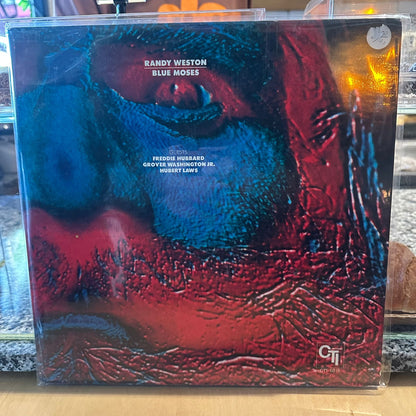 RANDY WESTON
BLUE MOSES
GUESTS
FREDDIE HUBBARD
GROVER WASHINGTON JR.
HUBERT LAWS
CTI